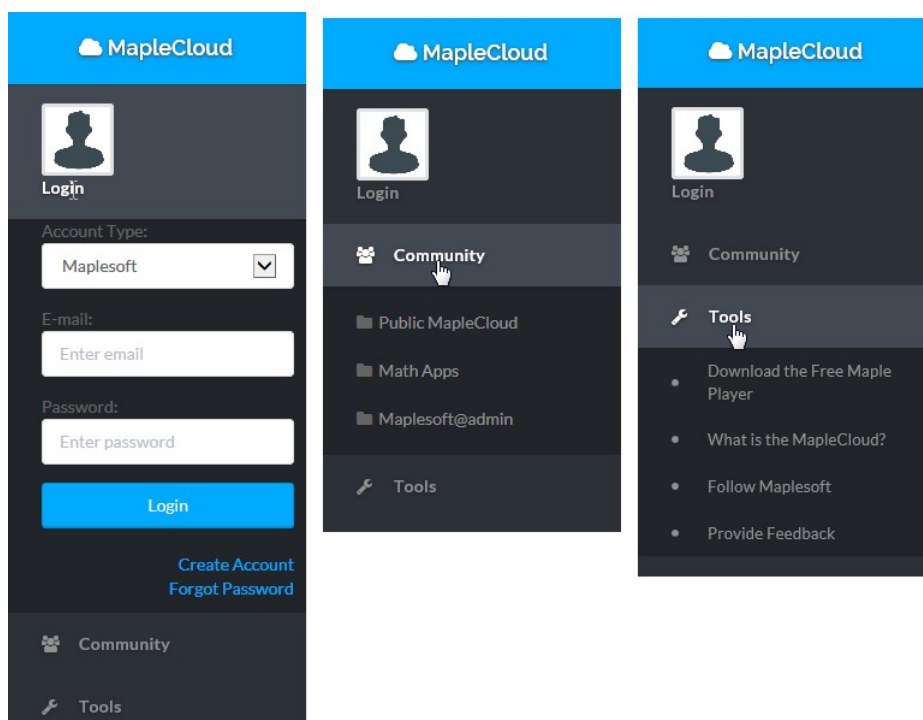 MapleCloud
Login
Account Type:
Maplesoft
E-mail:
Enter email
Password:
Enter password
Login
Create Account
Forgot Password
Community
Tools
MapleCloud
Login
Community
Public MapleCloud
Math Apps
Maplesoft@admin
Tools
MapleCloud
Login
Community
Tools
Download the Free Maple
Player
What is the MapleCloud?
Follow Maplesoft
Provide Feedback